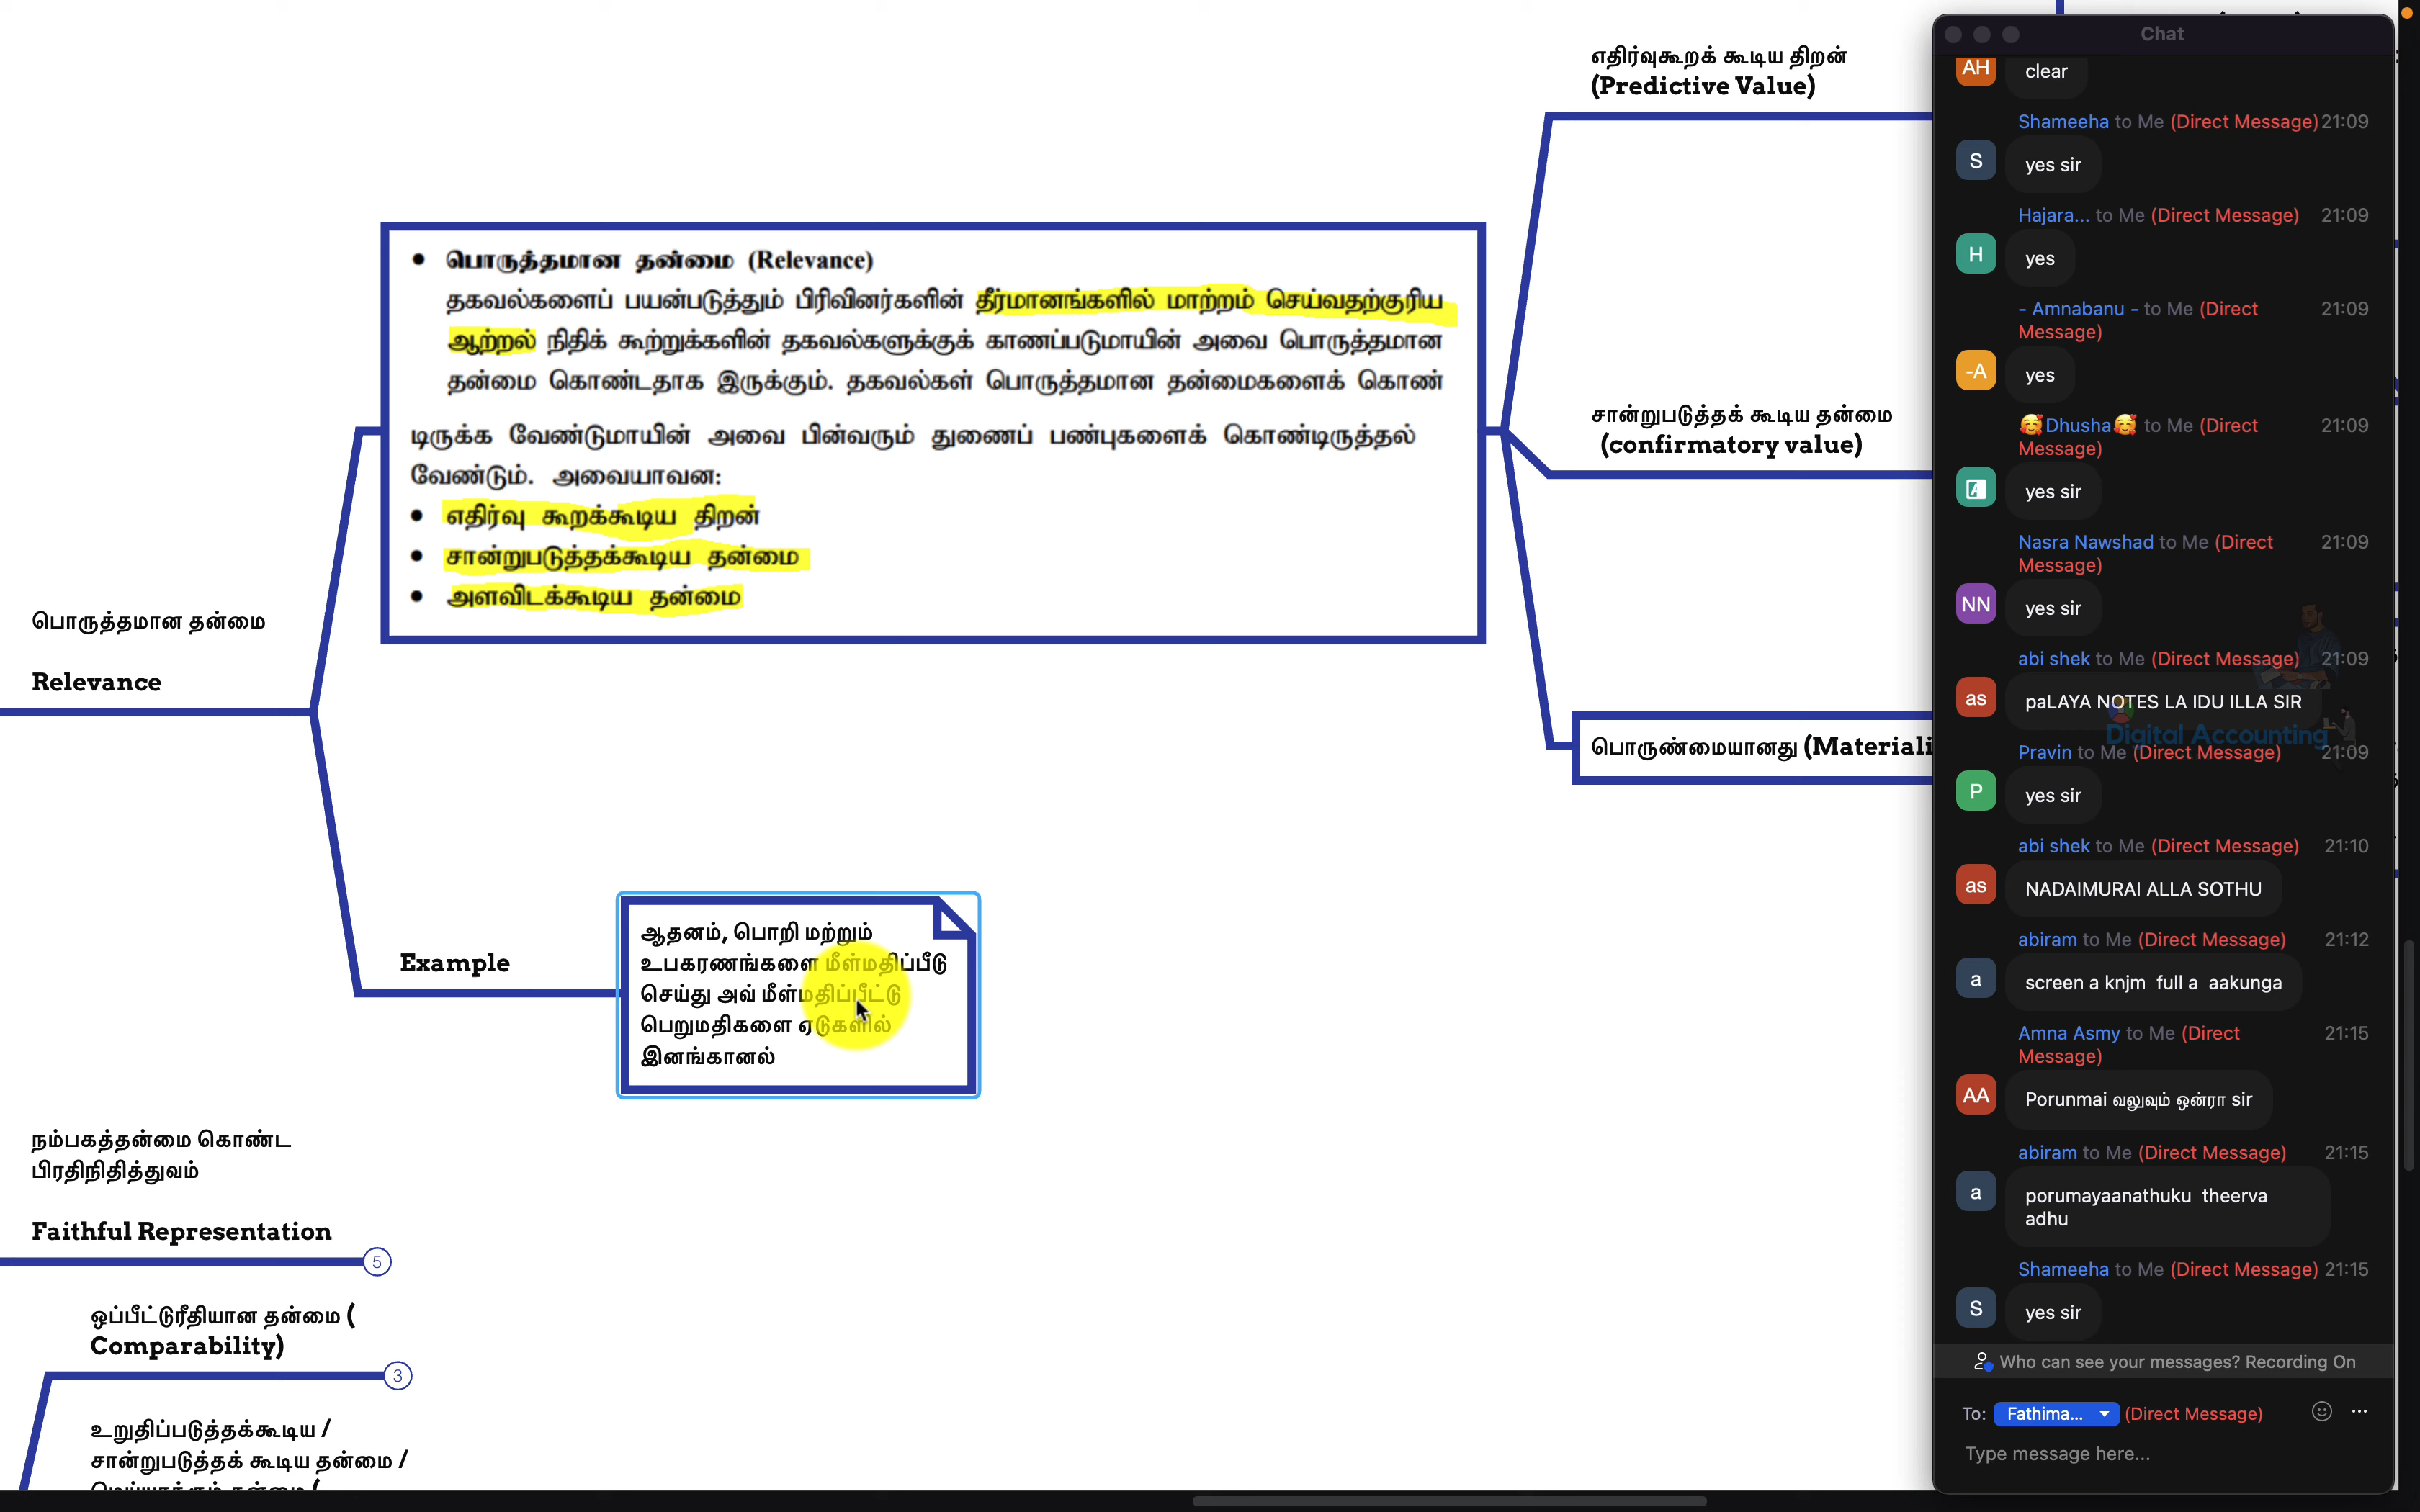 எதிர்வுகூறக் கூடிய திறன்
(Predictive Value)
• பொருத்தமான தன்மை (Relevance)
தகவல்களைப் பயன்படுத்தும் பிரிவினர்களின் தீர்மானங்களில் மாற்றம் செய்வதற்குரிய
ஆற்றல் நிதிக் கூற்றுக்களின் தகவல்களுக்குக் காணப்படுமாயின் அவை பொருத்தமான
தன்மை கொண்டதாக இருக்கும். தகவல்கள் பொருத்தமான தன்மைகளைக் கொண்
டிருக்க வேண்டுமாயின் அவை பின்வரும் துணைப் பண்புகளைக் கொண்டிருத்தல்
வேண்டும். அவையாவன:
• எதிர்வு கூறக்கூடிய திறன்
• சான்றுபடுத்தக்கூடிய தன்மை
• அளவிடக்கூடிய தன்மை
சான்றுபடுத்தக் கூடிய தன்மை
(confirmatory value)
பொருண்மையானது (Materiali
பொருத்தமான தன்மை
Relevance
Example
ஆதனம், பொறி மற்றும்
உபகரணங்களை மீள்மதிப்பீடு
செய்து அவ் மீள்மதிப்பீட்டு
பெறுமதிகளை ஏடுகளில்
இனங்கானல்
நம்பகத்தன்மை கொண்ட
பிரதிநிதித்துவம்
Faithful Representation
5
ஒப்பீட்டுரீதியான தன்மை (
Comparability)
3
உறுதிப்படுத்தக்கூடிய /
சான்றுபடுத்தக் கூடிய தன்மை /
Chat
AH clear
Shameeha to Me (Direct Message) 21:09
S yes sir
Hajara... to Me (Direct Message) 21:09
H yes
- Amnabanu - to Me (Direct 21:09
Message)
-A yes
🥰Dhusha🥰 to Me (Direct 21:09
Message)
yes sir
Nasra Nawshad to Me (Direct 21:09
Message)
NN yes sir
abi shek to Me (Direct Message) 21:09
as paLAYA NOTES LA IDU ILLA SIR
Digital Accounting
Pravin to Me (Direct Message) 21:09
P yes sir
abi shek to Me (Direct Message) 21:10
as NADAIMURAI ALLA SOTHU
abiram to Me (Direct Message) 21:12
a screen a knjm full a aakunga
Amna Asmy to Me (Direct 21:15
Message)
AA Porunmai வலுவும் ஒன்ரா sir
abiram to Me (Direct Message) 21:15
a porumayaanathuku theerva
adhu
Shameeha to Me (Direct Message) 21:15
S yes sir
Who can see your messages? Recording On
To: Fathima... (Direct Message)
Type message here...